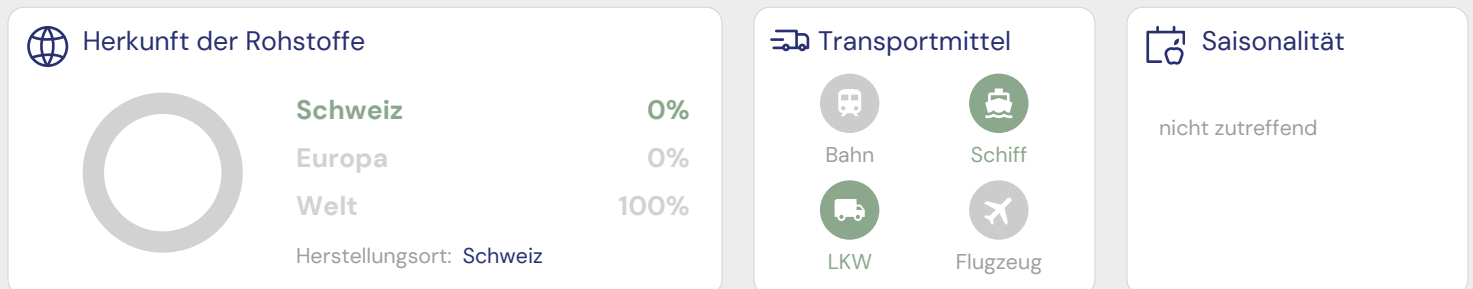 Herkunft der Rohstoffe
Schweiz 0%
Europa 0%
Welt 100%
Herstellungsort: Schweiz
Transportmittel
Bahn Schiff
LKW Flugzeug
Saisonalität
nicht zutreffend